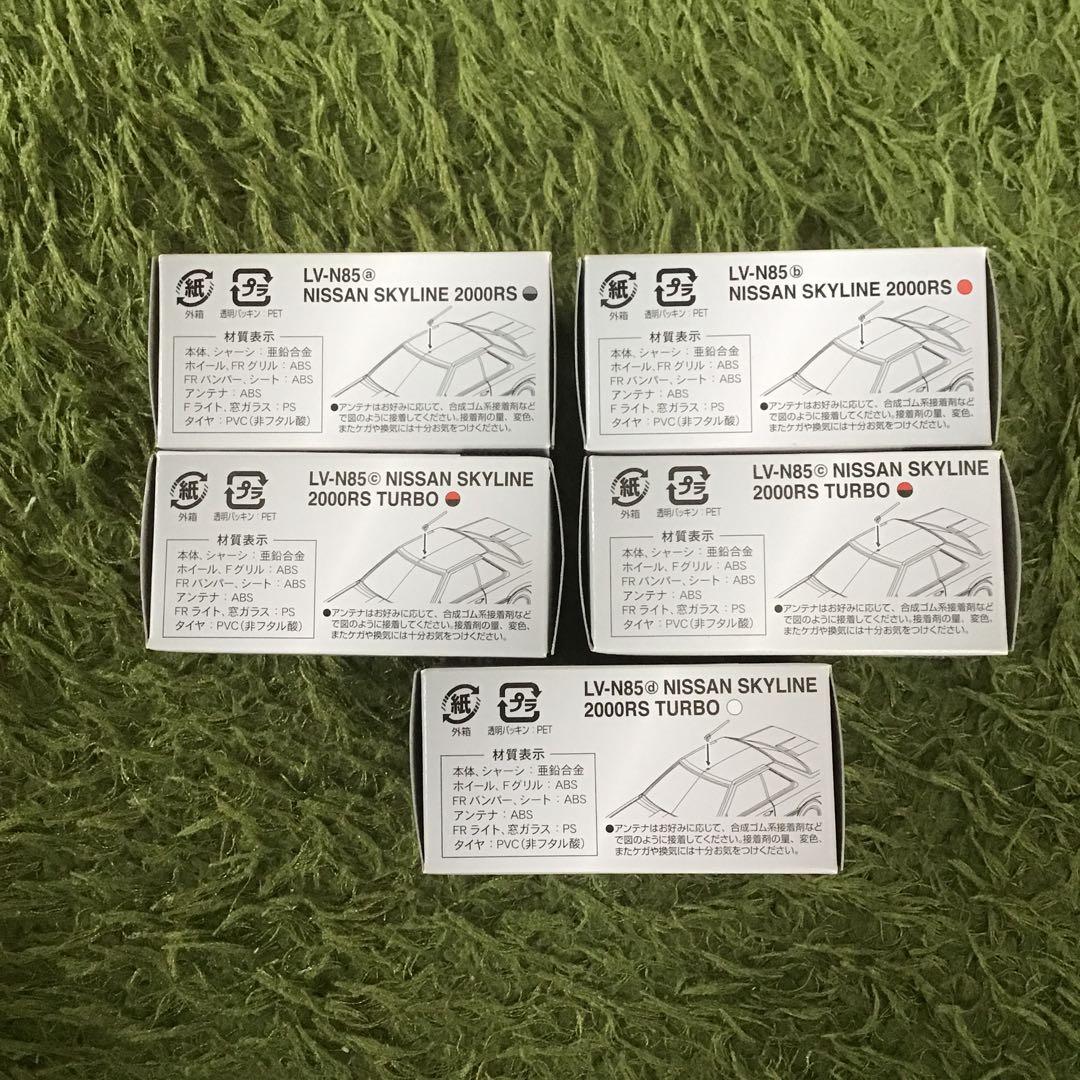 紙
外箱
プラ
透明パッキン：PET
LV-N85ⓐ
NISSAN SKYLINE 2000RS
材質表示
本体、シャーシ：亜鉛合金
ホイール、FRグリル：ABS
FRバンパー、シート：ABS
アンテナ：ABS
Fライト、窓ガラス：PS
タイヤ：PVC（非フタル酸）
●アンテナはお好みに応じて、合成ゴム系接着剤など
で図のように接着してください。接着剤の量、変色、
またケガや換気には十分お気をつけください。
紙
外箱
プラ
透明パッキン：PET
LV-N85ⓑ
NISSAN SKYLINE 2000RS
材質表示
本体、シャーシ：亜鉛合金
ホイール、FRグリル：ABS
FRバンパー、シート：ABS
アンテナ：ABS
Fライト、窓ガラス：PS
タイヤ：PVC（非フタル酸）
●アンテナはお好みに応じて、合成ゴム系接着剤など
で図のように接着してください。接着剤の量、変色、
またケガや換気には十分お気をつけください。
紙
外箱
プラ
透明パッキン：PET
LV-N85ⓒ NISSAN SKYLINE
2000RS TURBO
材質表示
本体、シャーシ：亜鉛合金
ホイール、Fグリル：ABS
FRバンパー、シート：ABS
アンテナ：ABS
FRライト、窓ガラス：PS
タイヤ：PVC（非フタル酸）
●アンテナはお好みに応じて、合成ゴム系接着剤など
で図のように接着してください。接着剤の量、変色、
またケガや換気には十分お気をつけください。
紙
外箱
プラ
透明パッキン：PET
LV-N85ⓒ NISSAN SKYLINE
2000RS TURBO
材質表示
本体、シャーシ：亜鉛合金
ホイール、Fグリル：ABS
FRバンパー、シート：ABS
アンテナ：ABS
FRライト、窓ガラス：PS
タイヤ：PVC（非フタル酸）
●アンテナはお好みに応じて、合成ゴム系接着剤など
で図のように接着してください。接着剤の量、変色、
またケガや換気には十分お気をつけください。
紙
外箱
プラ
透明パッキン：PET
LV-N85ⓓ NISSAN SKYLINE
2000RS TURBO
材質表示
本体、シャーシ：亜鉛合金
ホイール、Fグリル：ABS
FRバンパー、シート：ABS
アンテナ：ABS
FRライト、窓ガラス：PS
タイヤ：PVC（非フタル酸）
●アンテナはお好みに応じて、合成ゴム系接着剤など
で図のように接着してください。接着剤の量、変色、
またケガや換気には十分お気をつけください。